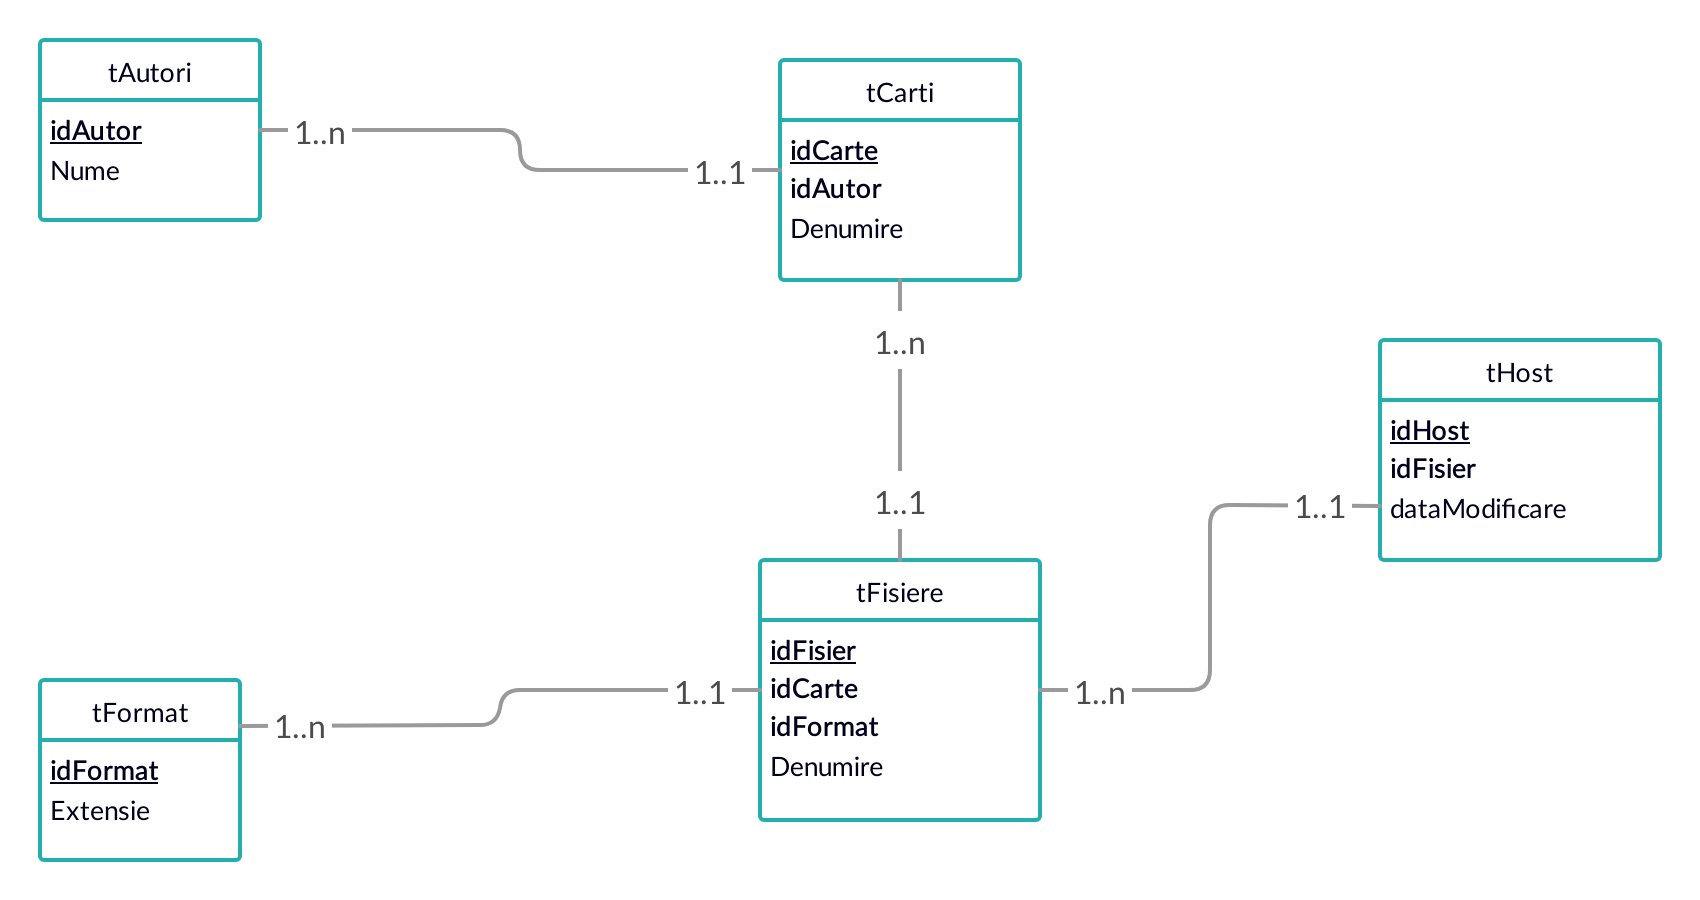 tAutori
idAutor
Nume
1..n
1..1
tCarti
idCarte
idAutor
Denumire
1..n
1..1
tHost
idHost
idFisier
dataModificare
1..1
1..n
tFisiere
idFisier
idCarte
idFormat
Denumire
1..1
1..n
tFormat
idFormat
Extensie